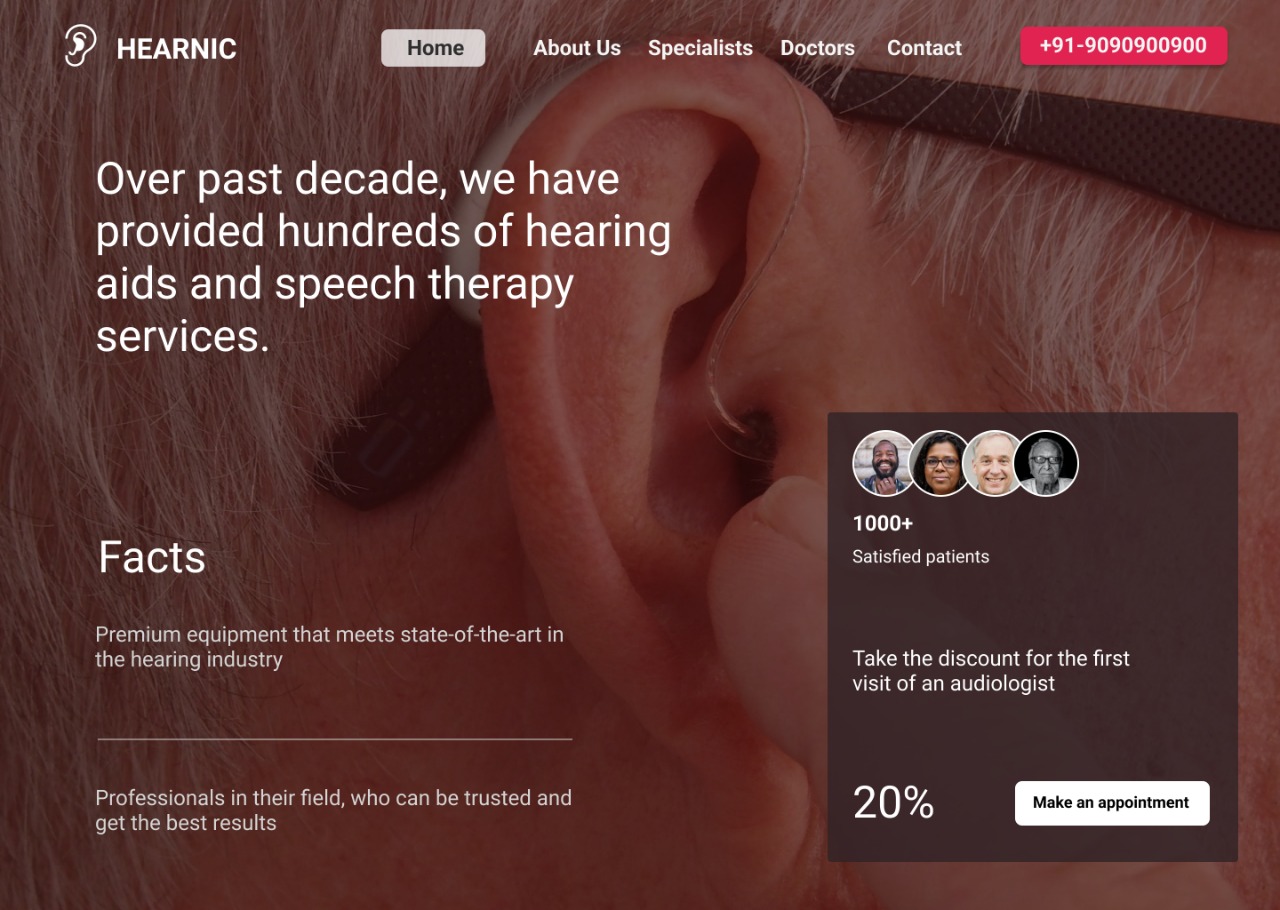 HEARNIC
Home
About Us
Specialists
Doctors
Contact
+91-9090900900
Over past decade, we have
provided hundreds of hearing
aids and speech therapy
services.
Facts
Premium equipment that meets state-of-the-art in
the hearing industry
Professionals in their field, who can be trusted and
get the best results
1000+
Satisfied patients
Take the discount for the first
visit of an audiologist
20%
Make an appointment